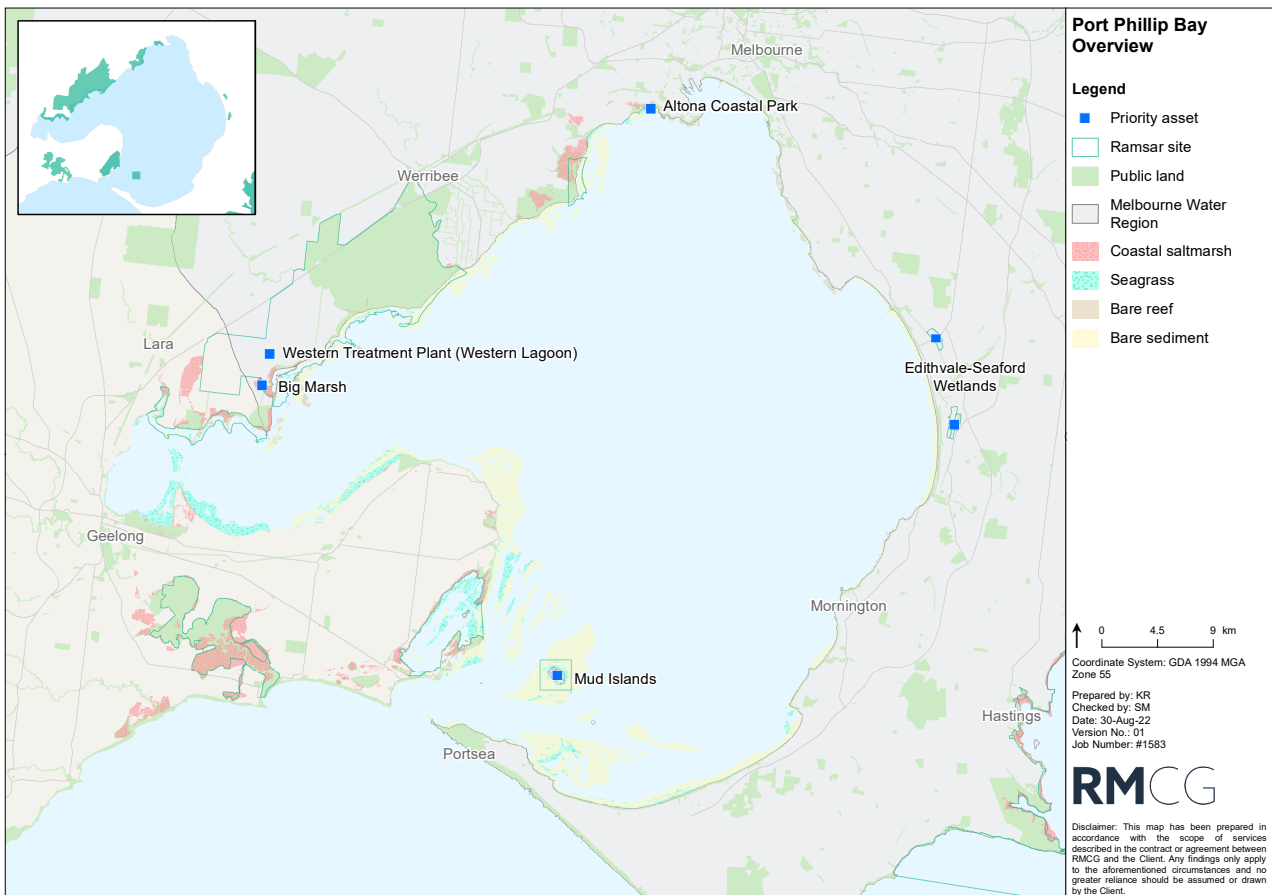 Port Phillip Bay
Overview
Legend
Priority asset
Ramsar site
Public land
Melbourne Water
Region
Coastal saltmarsh
Seagrass
Bare reef
Bare sediment
Melbourne
Altona Coastal Park
Werribee
Lara
Western Treatment Plant (Western Lagoon)
Big Marsh
Edithvale-Seaford
Wetlands
Geelong
Mornington
Mud Islands
Hastings
Portsea
0 4.5 9 km
Coordinate System: GDA 1994 MGA
Zone 55
Prepared by: KR
Checked by: SM
Date: 30-Aug-22
Version No.: 01
Job Number: #1583
RMCG
Disclaimer: This map has been prepared in
accordance with the scope of services
described in the contract or agreement between
RMCG and the Client. Any findings only apply
to the aforementioned circumstances and no
greater reliance should be assumed or drawn
by the Client.